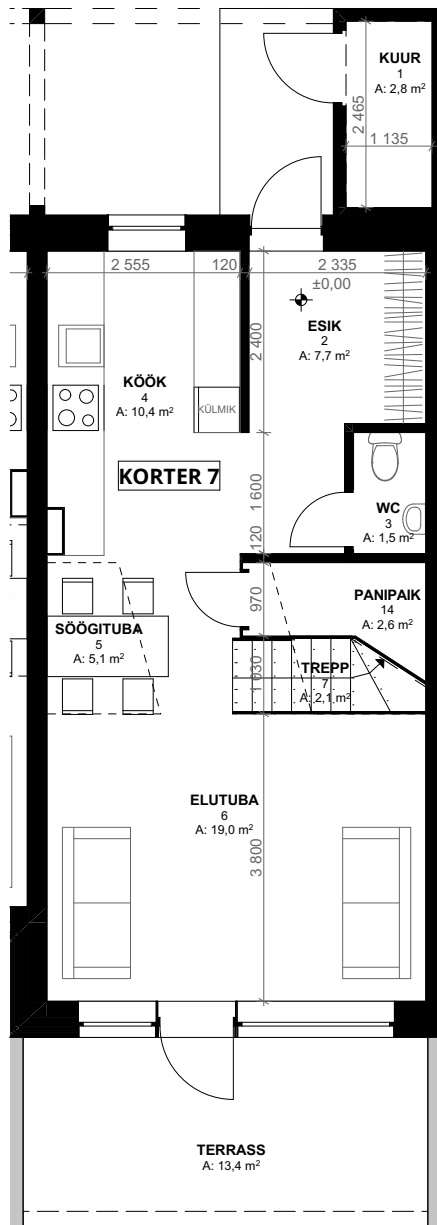 KUUR
1
A: 2,8 m²
2 465
1 135
2 555
120
2 335
±0,00
ESIK
2
A: 7,7 m²
2 400
KÖÖK
4
A: 10,4 m²
KÜLMIK
KORTER 7
1 600
WC
3
A: 1,5 m²
120
PANIPAIK
14
A: 2,6 m²
970
SÖÖGITUBA
5
A: 5,1 m²
TREPP
7
A: 2,1 m²
1 030
ELUTUBA
6
A: 19,0 m²
3 800
TERRASS
A: 13,4 m²